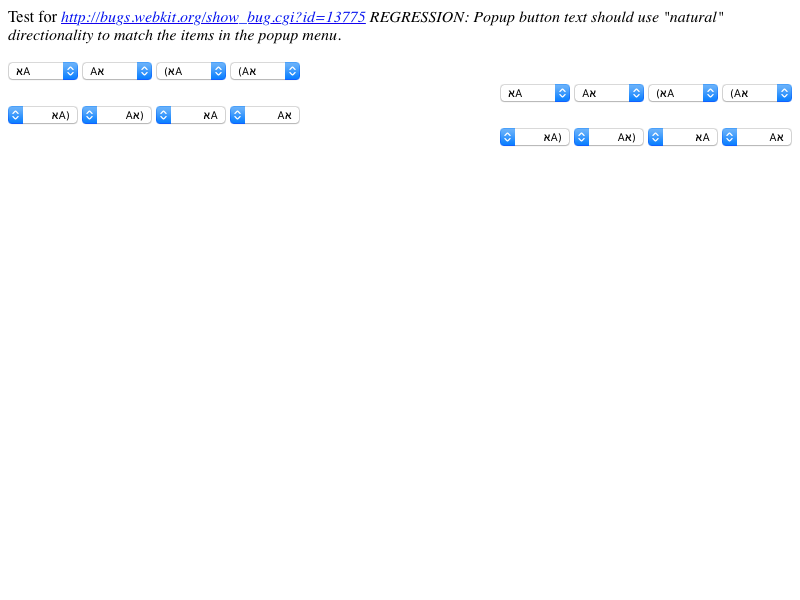 Test for http://bugs.webkit.org/show_bug.cgi?id=13775 REGRESSION: Popup button text should use "natural"
directionality to match the items in the popup menu.
אA Aא (אA (Aא
אA Aא (אA (Aא
אA) Aא) אA Aא
אA) Aא) אA Aא